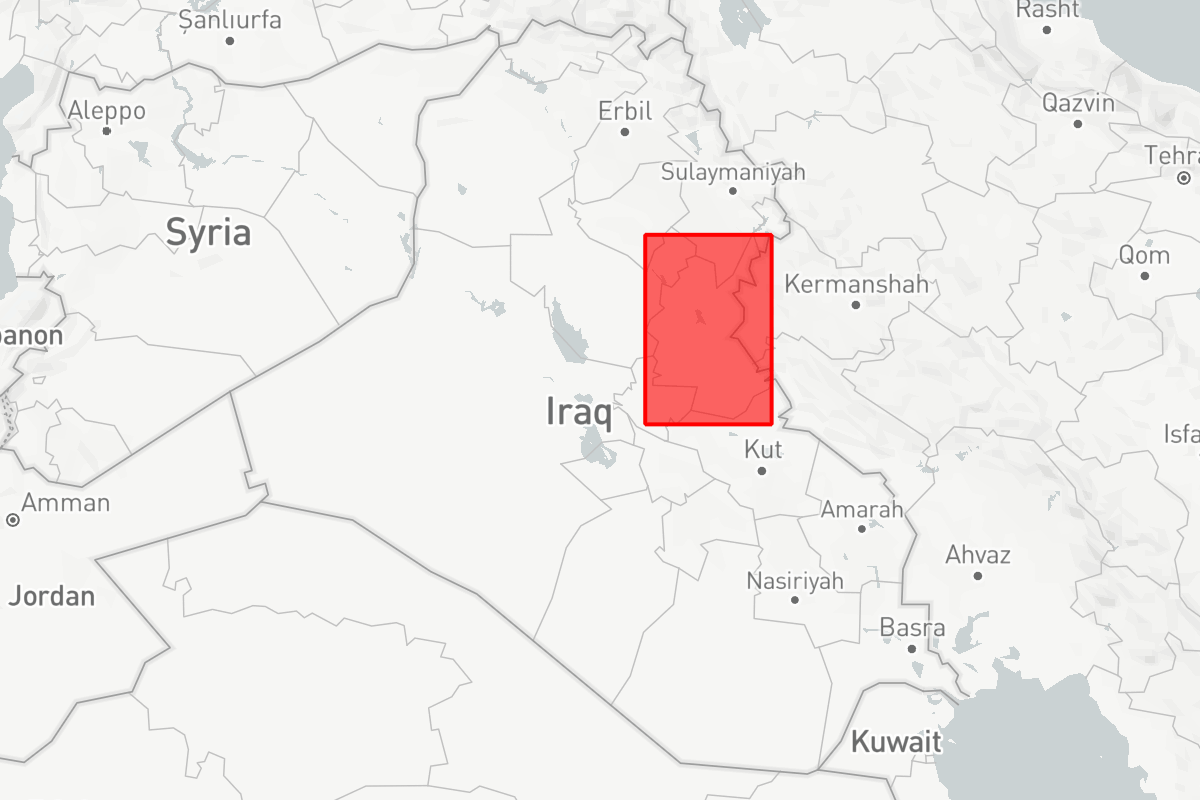 Şanlıurfa
Rasht
Aleppo
Erbil
Qazvin
Tehra
Sulaymaniyah
Syria
Qom
Kermanshah
banon
Iraq
Isfa
Kut
Amman
Amarah
Ahvaz
Nasiriyah
Jordan
Basra
Kuwait